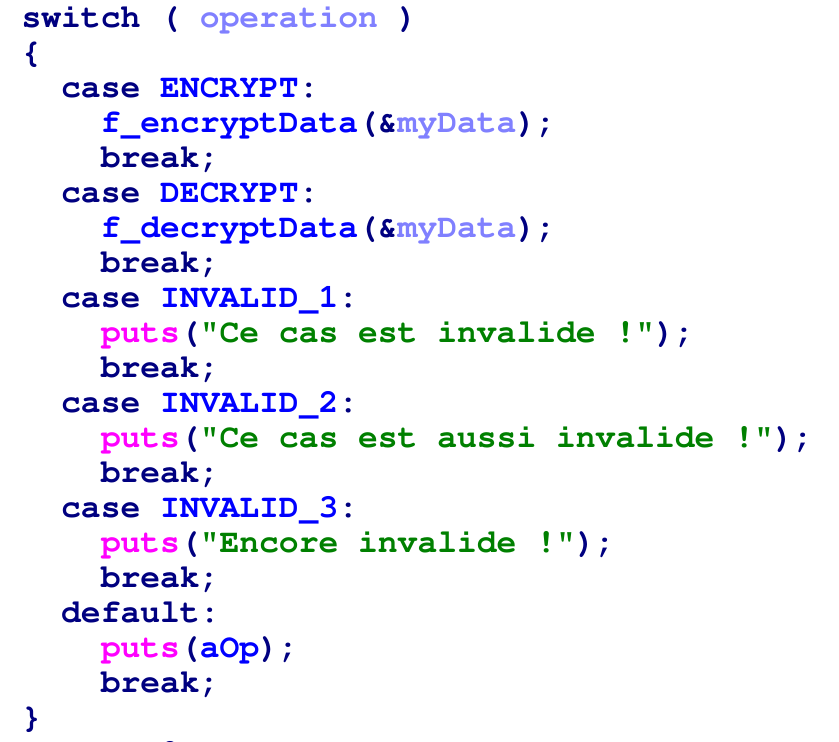 switch ( operation )
{
case ENCRYPT:
f_encryptData(&myData);
break;
case DECRYPT:
f_decryptData(&myData);
break;
case INVALID_1:
puts("Ce cas est invalide !");
break;
case INVALID_2:
puts("Ce cas est aussi invalide !");
break;
case INVALID_3:
puts("Encore invalide !");
break;
default:
puts(aOp);
break;
}